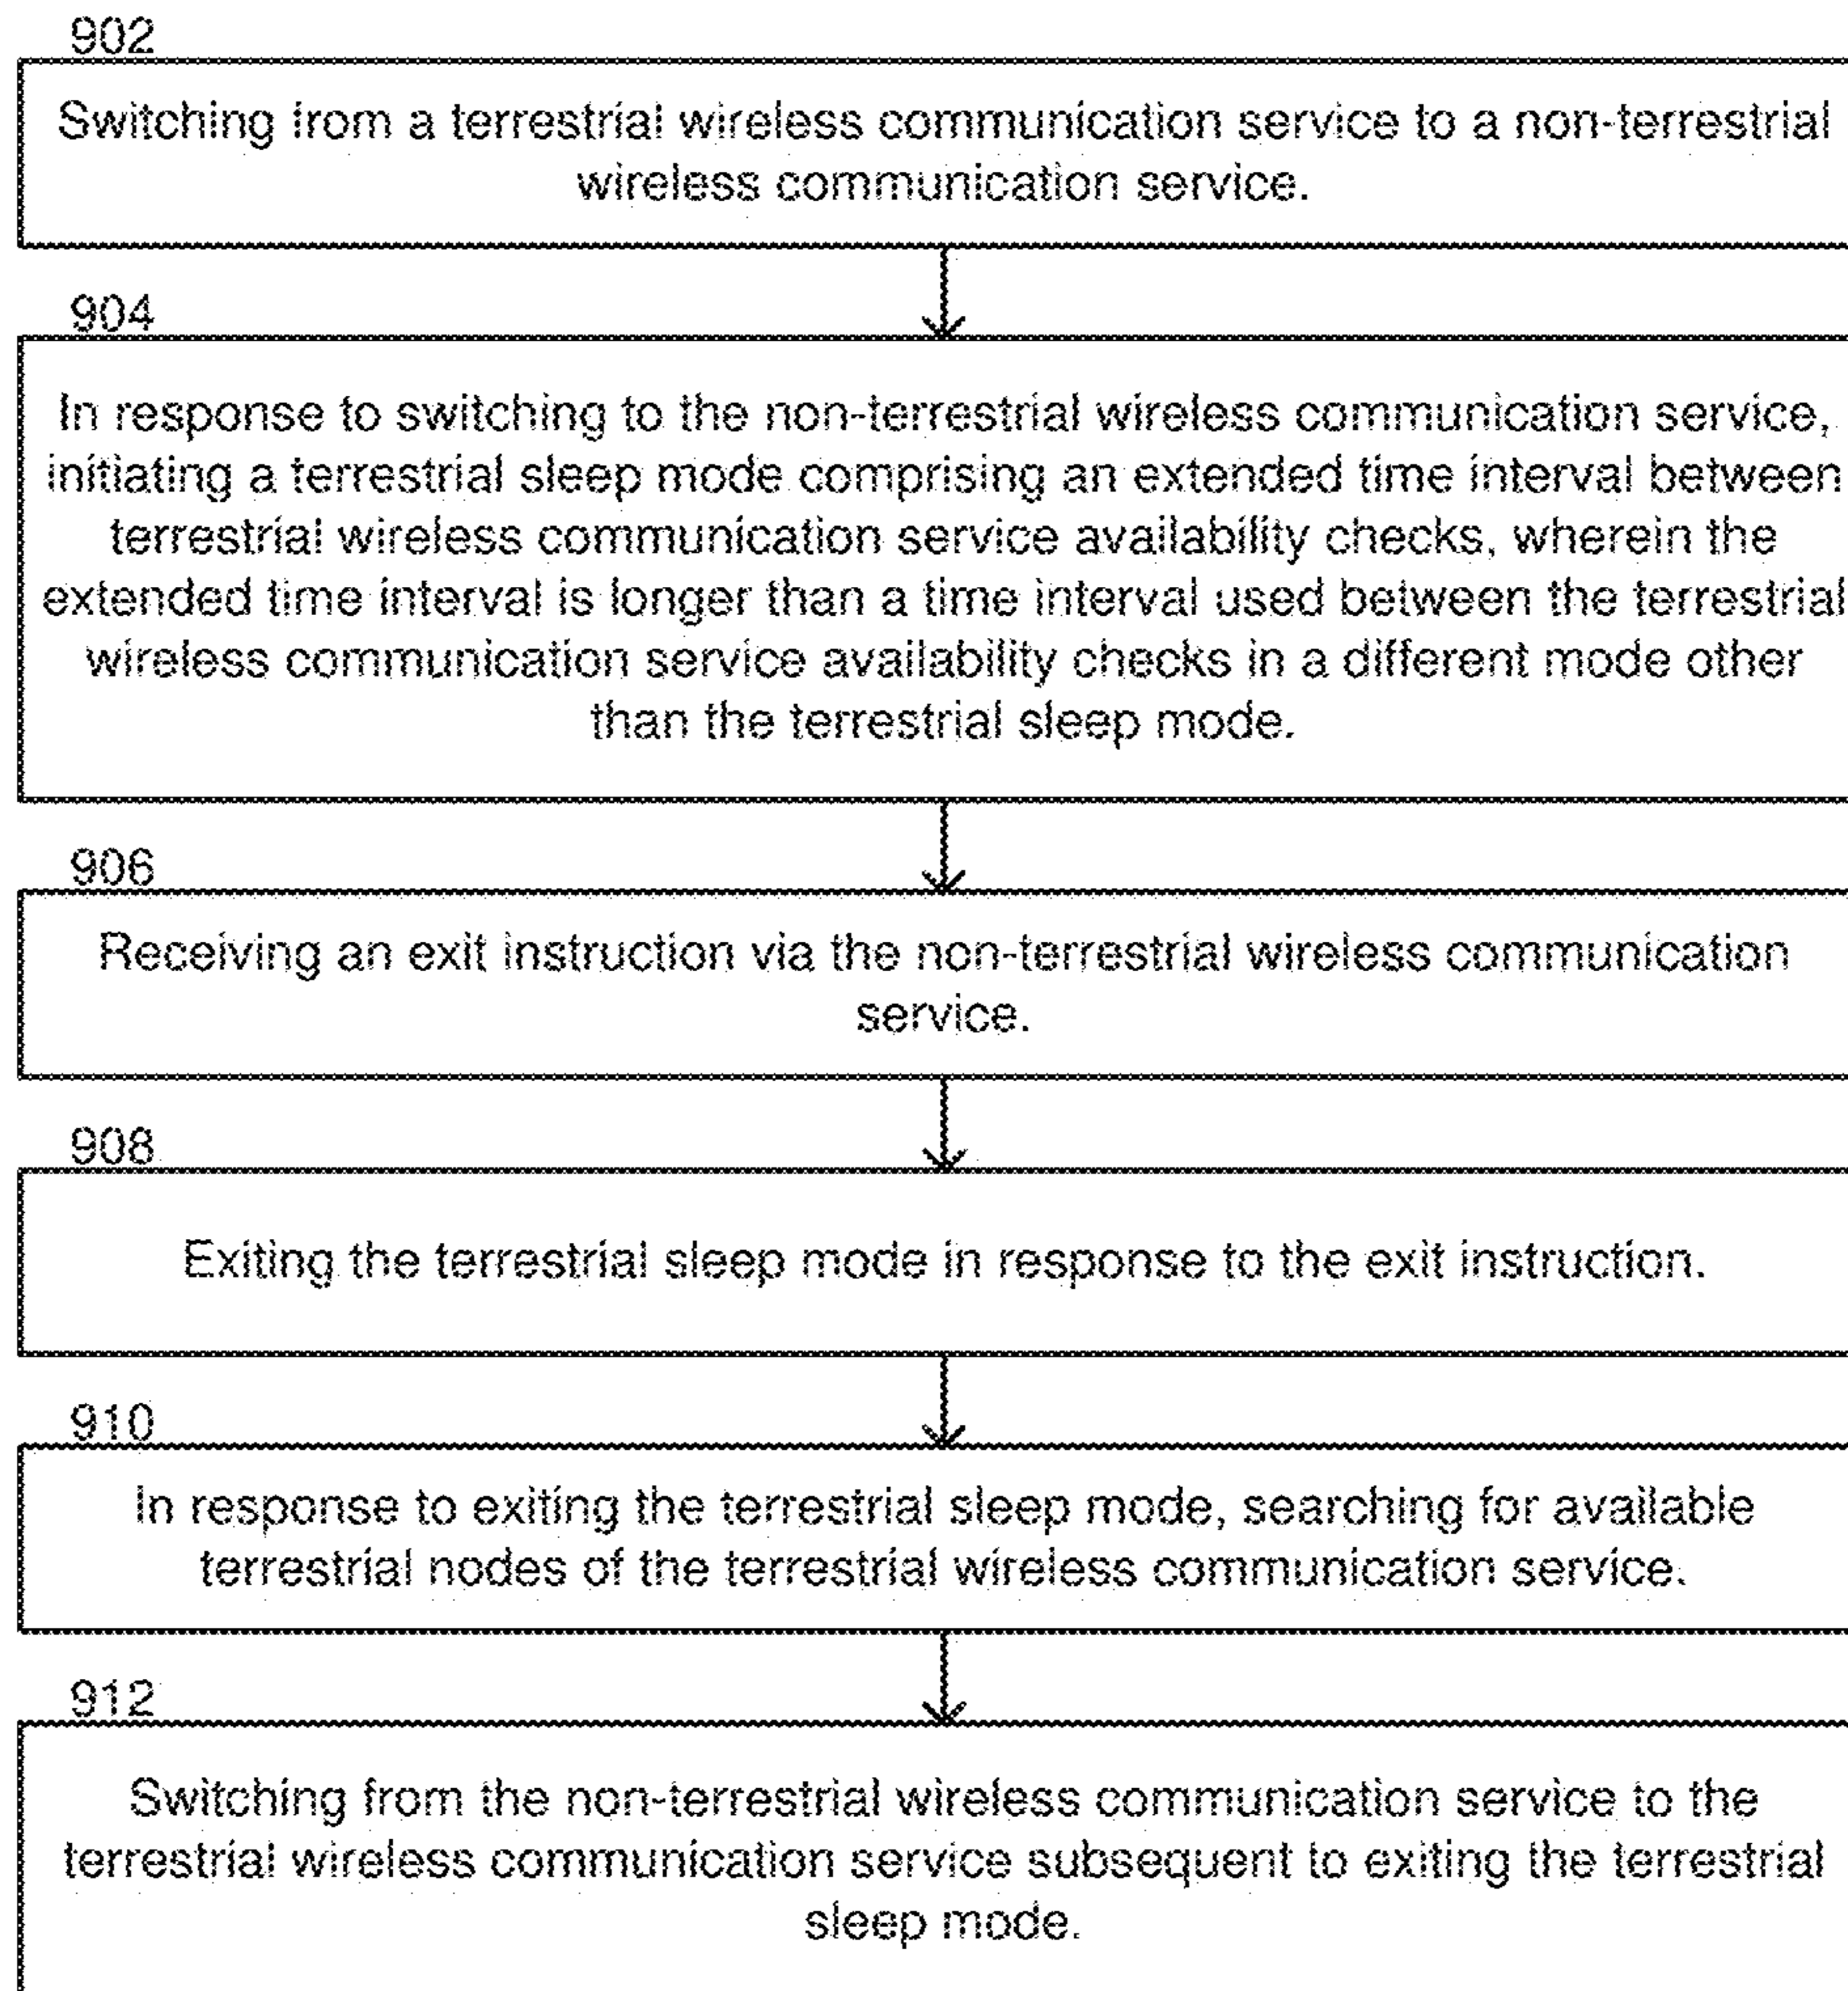 902
Switching from a terrestrial wireless communication service to a non-terrestrial
wireless communication service.
904
In response to switching to the non-terrestrial wireless communication service,
initiating a terrestrial sleep mode comprising an extended time interval between
terrestrial wireless communication service availability checks, wherein the
extended time interval is longer than a time interval used between the terrestrial
wireless communication service availability checks in a different mode other
than the terrestrial sleep mode.
906
Receiving an exit instruction via the non-terrestrial wireless communication
service.
908
Exiting the terrestrial sleep mode in response to the exit instruction.
910
In response to exiting the terrestrial sleep mode, searching for available
terrestrial nodes of the terrestrial wireless communication service.
912
Switching from the non-terrestrial wireless communication service to the
terrestrial wireless communication service subsequent to exiting the terrestrial
sleep mode.